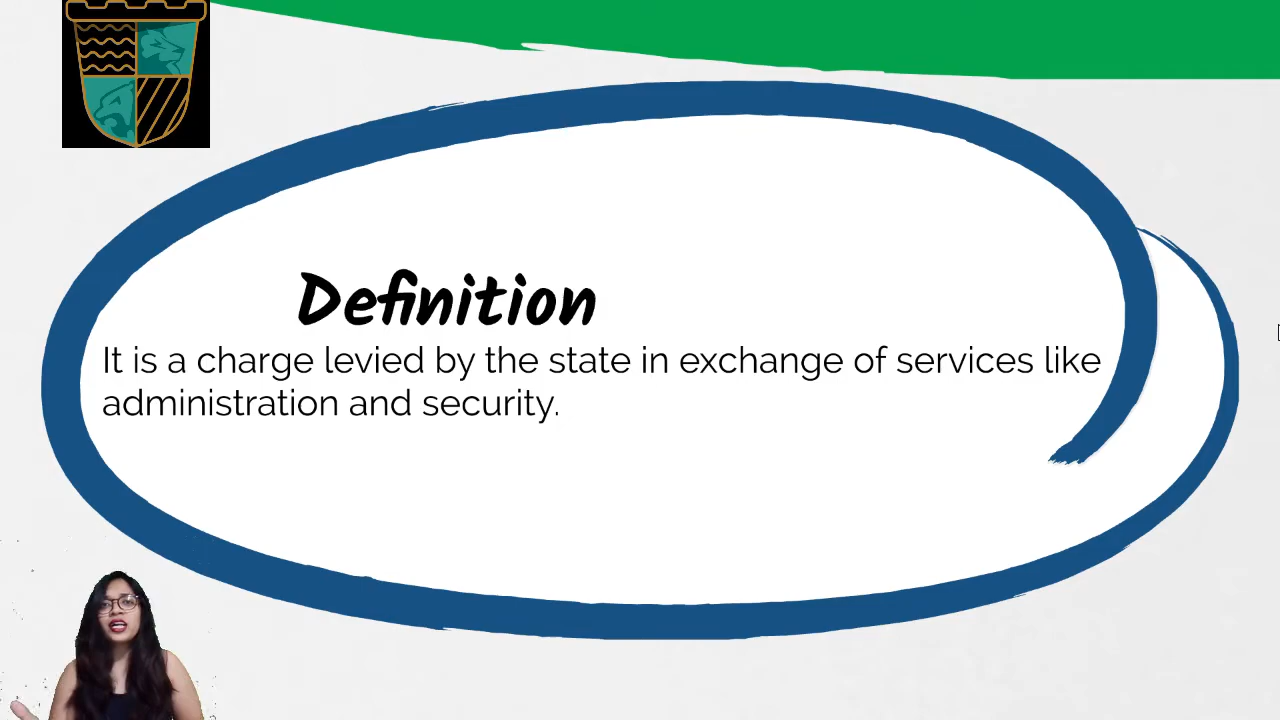 Definition
It is a charge levied by the state in exchange of services like
administration and security.